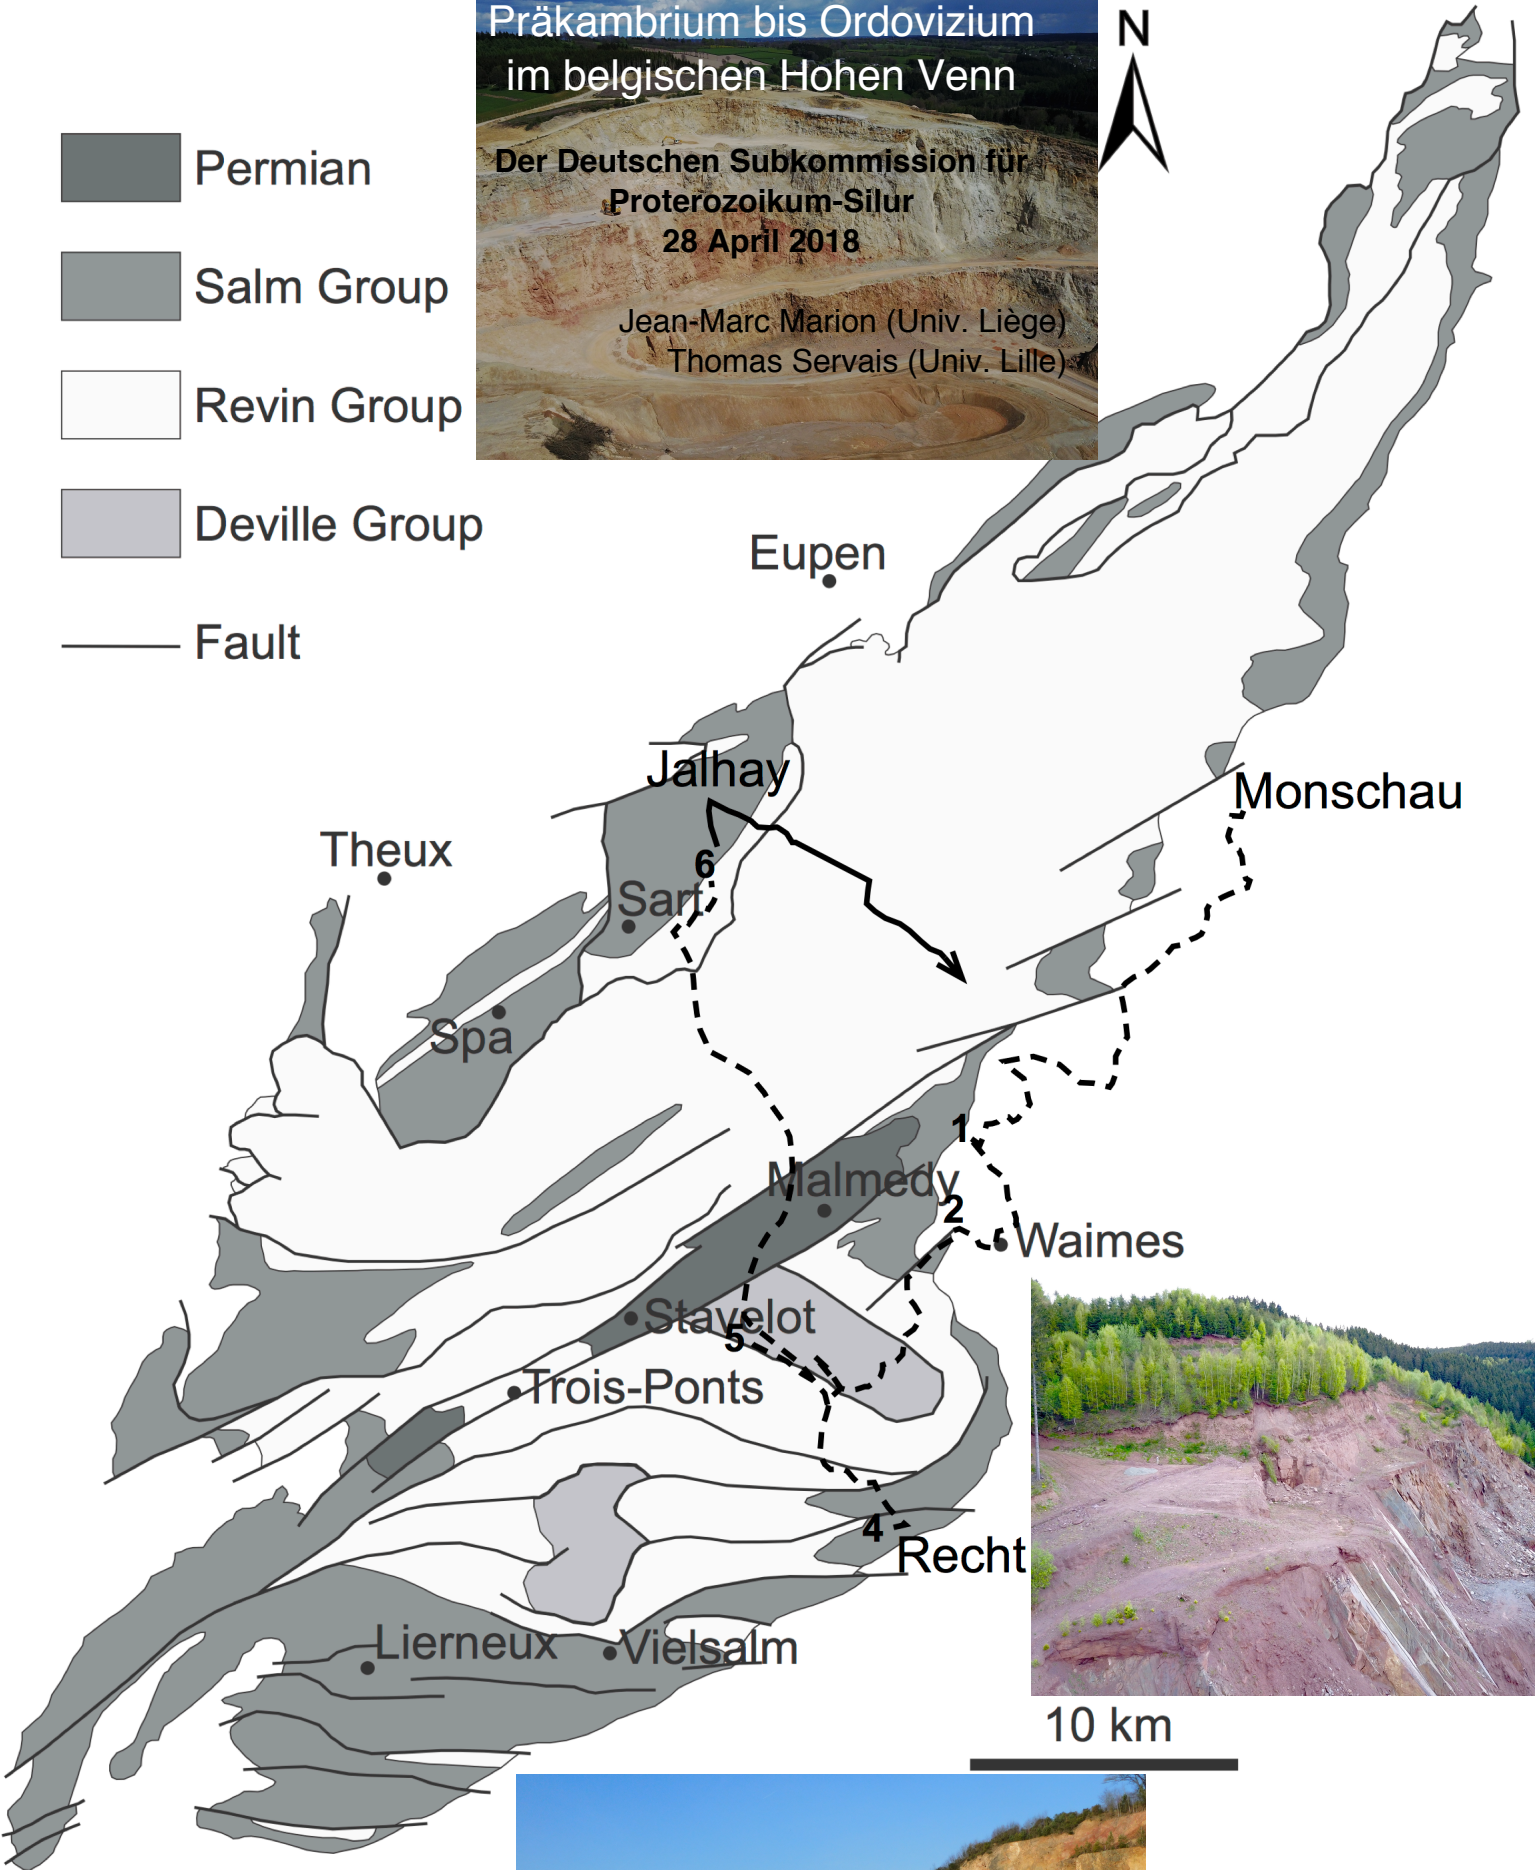 Präkambrium bis Ordovizium
im belgischen Hohen Venn
Der Deutschen Subkommission für
Proterozoikum-Silur
28 April 2018
Jean-Marc Marion (Univ. Liège)
Thomas Servais (Univ. Lille)
N
Permian
Salm Group
Revin Group
Deville Group
Fault
Eupen
Jalhay
Monschau
Theux
6
Sart
Spa
1
Malmedy
2
Waimes
Stavelot
5
Trois-Ponts
4
Recht
Lierneux
Vielsalm
10 km